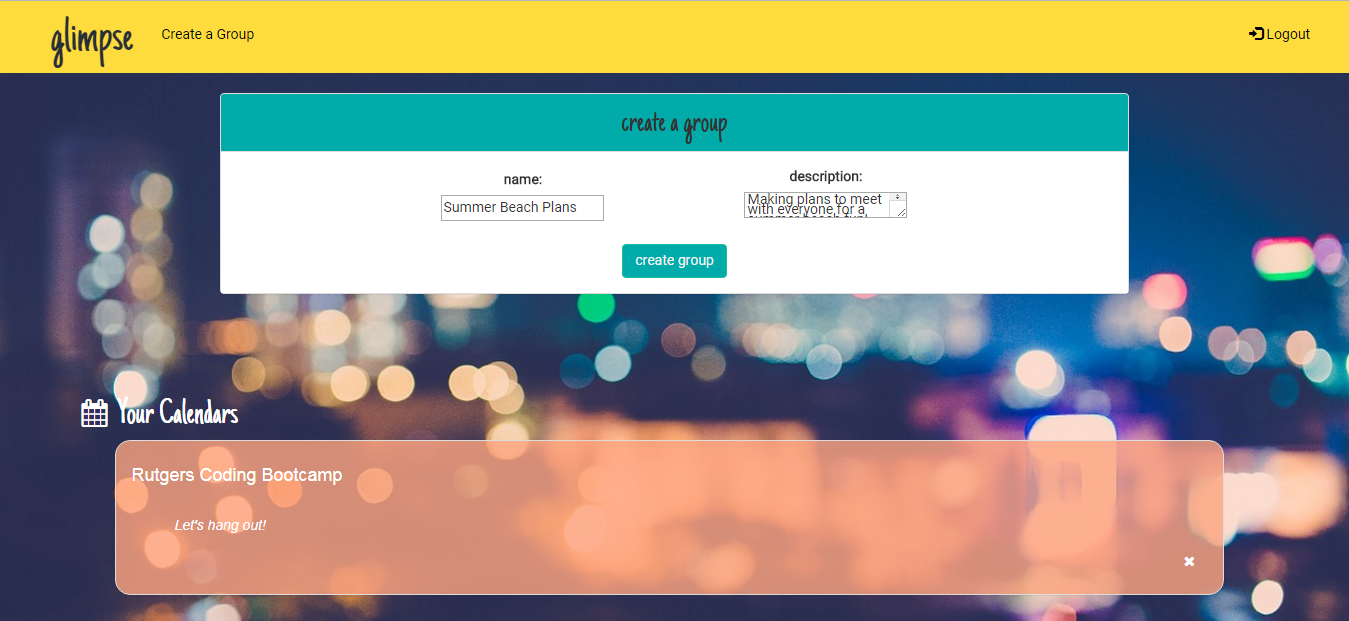 glimpse
Create a Group
Logout
create a group
name:
description:
Summer Beach Plans
Making plans to meet
with everyone for a
create group
Your Calendars
Rutgers Coding Bootcamp
Let's hang out!